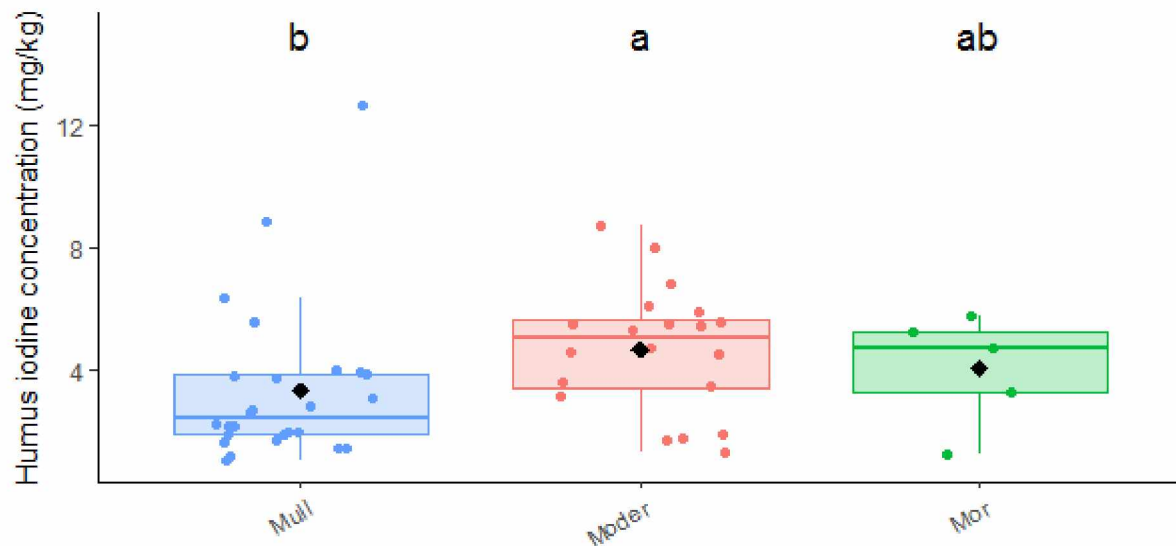 Humus iodine concentration (mg/kg)
b a ab
12
8
4
Mull Moder Mor